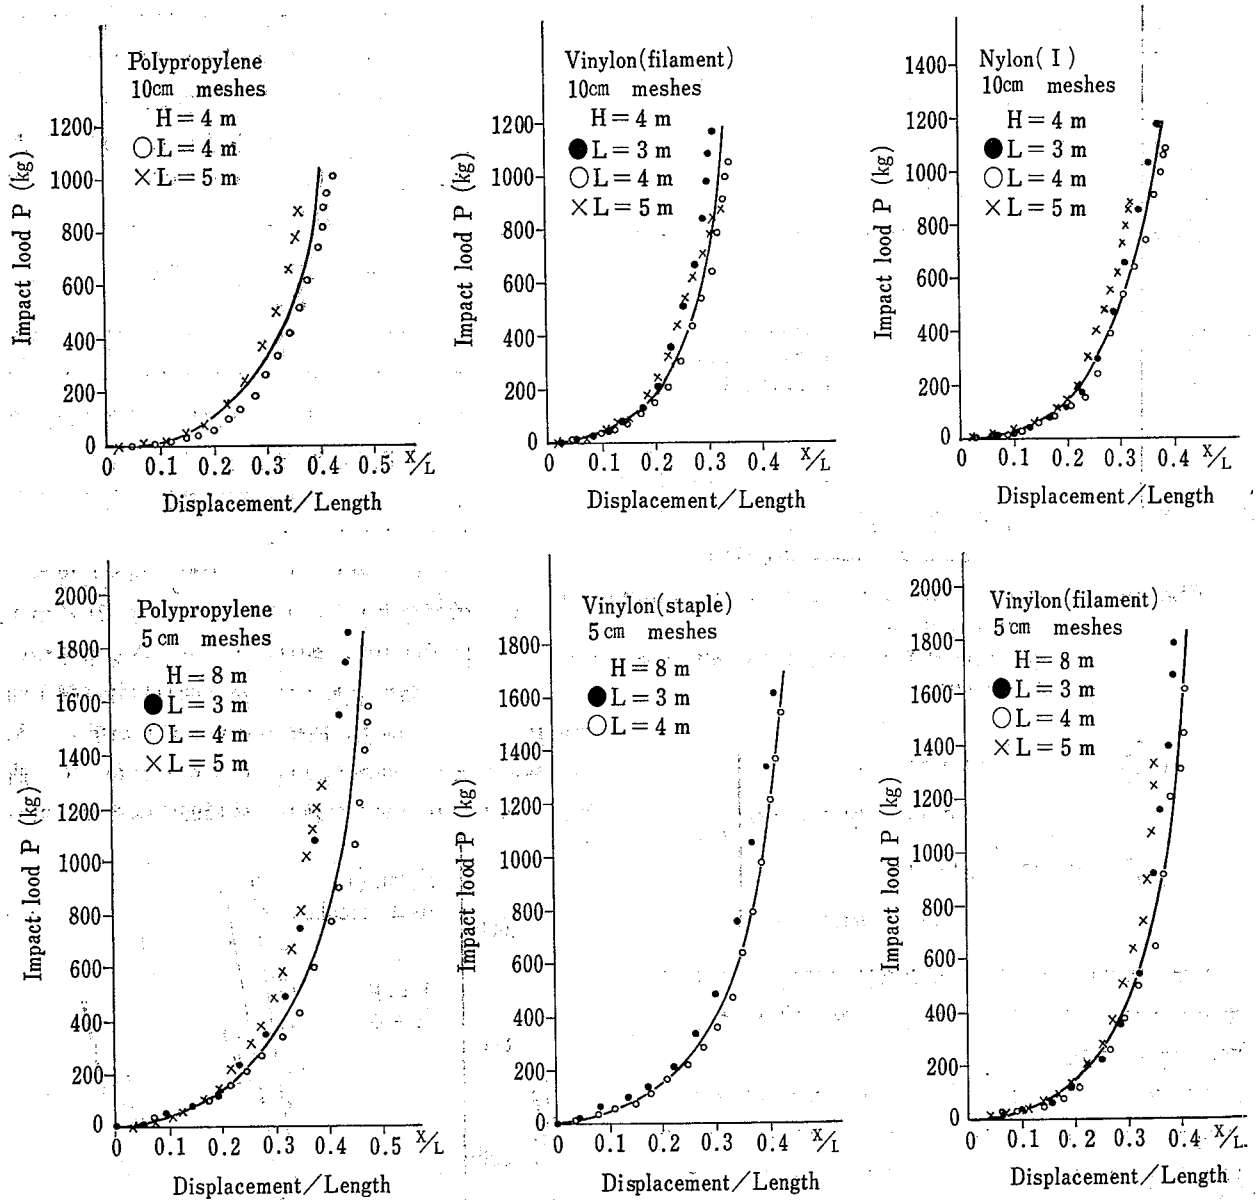 Polypropylene
10cm meshes
H = 4 m
○ L = 4 m
× L = 5 m
Impact lood P (kg)
1200
1000
800
600
400
200
0
0 0.1 0.2 0.3 0.4 0.5 X/L
Displacement/Length
Vinylon(filament)
10cm meshes
H = 4 m
● L = 3 m
○ L = 4 m
× L = 5 m
Impact lood P (kg)
1200
1000
800
600
400
200
0
0 0.1 0.2 0.3 0.4 X/L
Displacement/Length
Nylon( I )
10cm meshes
H = 4 m
● L = 3 m
○ L = 4 m
× L = 5 m
Impact lood P (kg)
1400
1200
1000
800
600
400
200
0
0 0.1 0.2 0.3 0.4 X/L
Displacement/Length
Polypropylene
5 cm meshes
H = 8 m
● L = 3 m
○ L = 4 m
× L = 5 m
Impact lood P (kg)
2000
1800
1600
1400
1200
1000
800
600
400
200
0
0 0.1 0.2 0.3 0.4 X/L
Displacement/Length
Vinylon(staple)
5 cm meshes
H = 8 m
● L = 3 m
○ L = 4 m
Impact lood P (kg)
1800
1600
1400
1200
1000
800
600
400
200
0
0 0.1 0.2 0.3 0.4
Displacement/Length
Vinylon(filament)
5 cm meshes
H = 8 m
● L = 3 m
○ L = 4 m
× L = 5 m
Impact lood P (kg)
2000
1800
1600
1400
1200
1000
800
600
400
200
0
0 0.1 0.2 0.3 0.4 X/L.
Displacement/Length